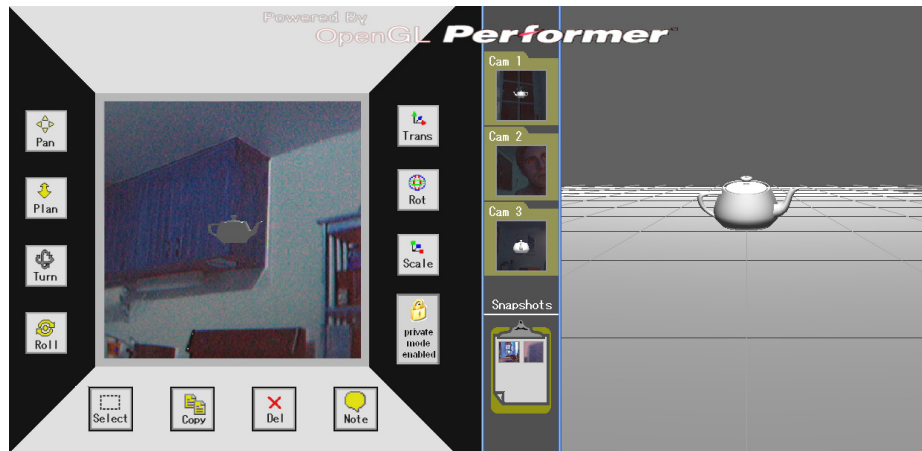 Powered By
OpenGL Performer
Pan
Plan
Turn
Roll
Trans
Rot
Scale
private
mode
enabled
Select
Copy
Del
Note
Cam 1
Cam 2
Cam 3
Snapshots